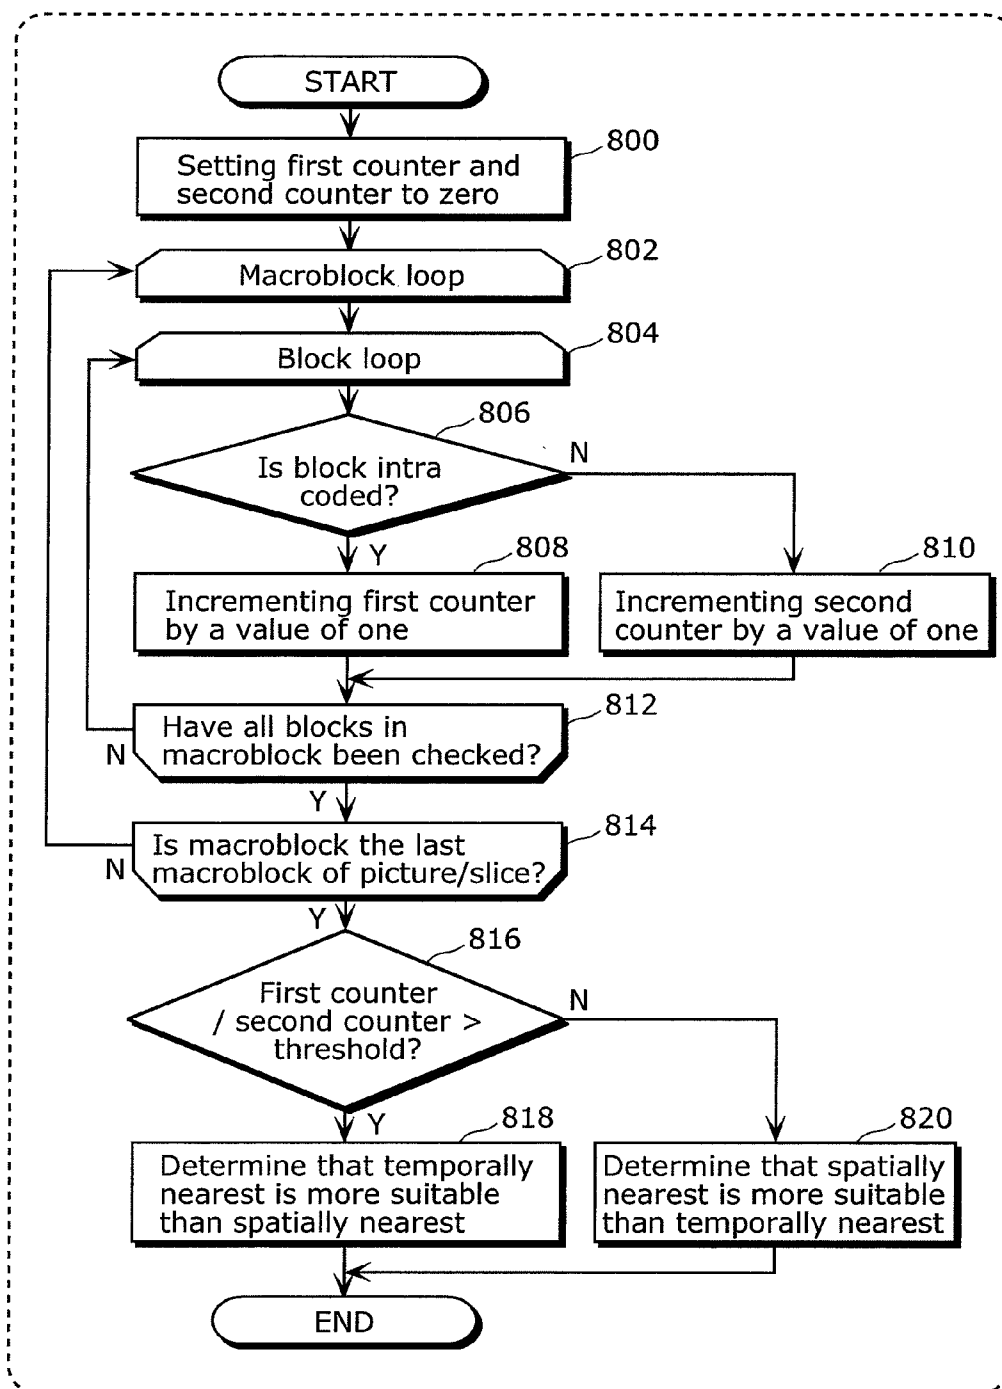 START
800
Setting first counter and
second counter to zero
802
Macroblock loop
804
Block loop
806
Is block intra
coded?
N
Y
808
Incrementing first counter
by a value of one
810
Incrementing second
counter by a value of one
812
Have all blocks in
macroblock been checked?
N
Y
814
Is macroblock the last
macroblock of picture/slice?
N
Y
816
First counter
/ second counter >
threshold?
N
Y
818
Determine that temporally
nearest is more suitable
than spatially nearest
820
Determine that spatially
nearest is more suitable
than temporally nearest
END